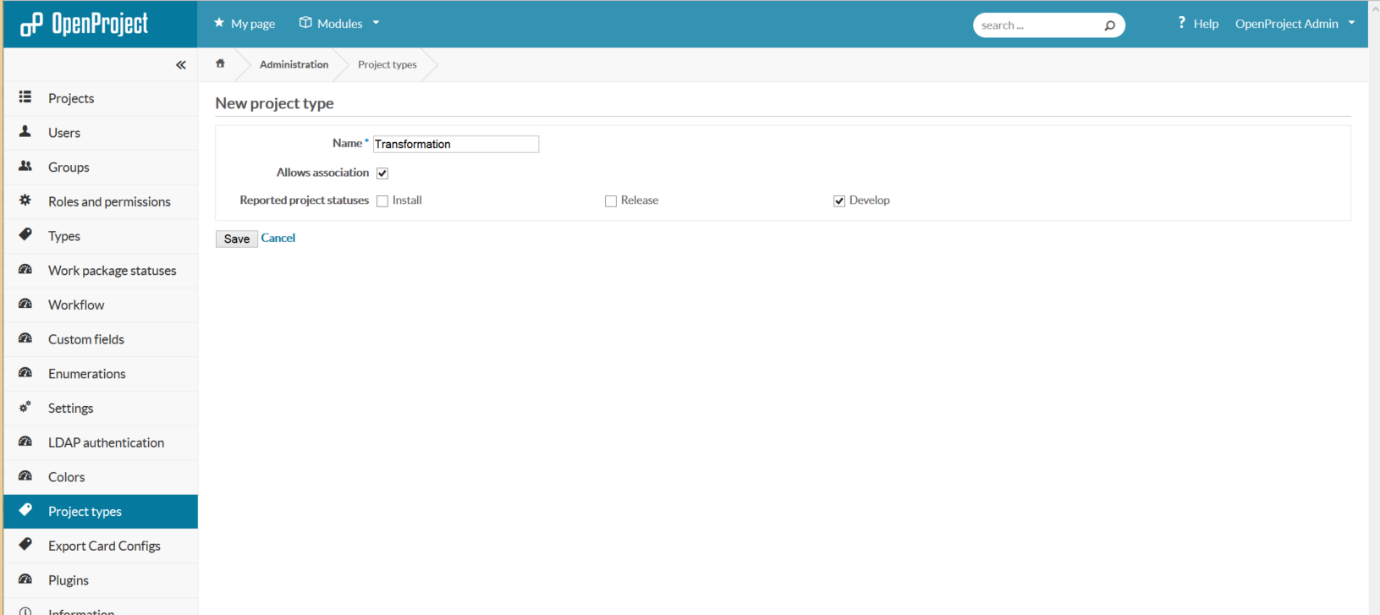 OpenProject
My page
Modules
search ...
? Help
OpenProject Admin
Administration
Project types
Projects
Users
Groups
Roles and permissions
Types
Work package statuses
Workflow
Custom fields
Enumerations
Settings
LDAP authentication
Colors
Project types
Export Card Configs
Plugins
Information
New project type
Name *
Transformation
Allows association
Reported project statuses
Install
Release
Develop
Save
Cancel